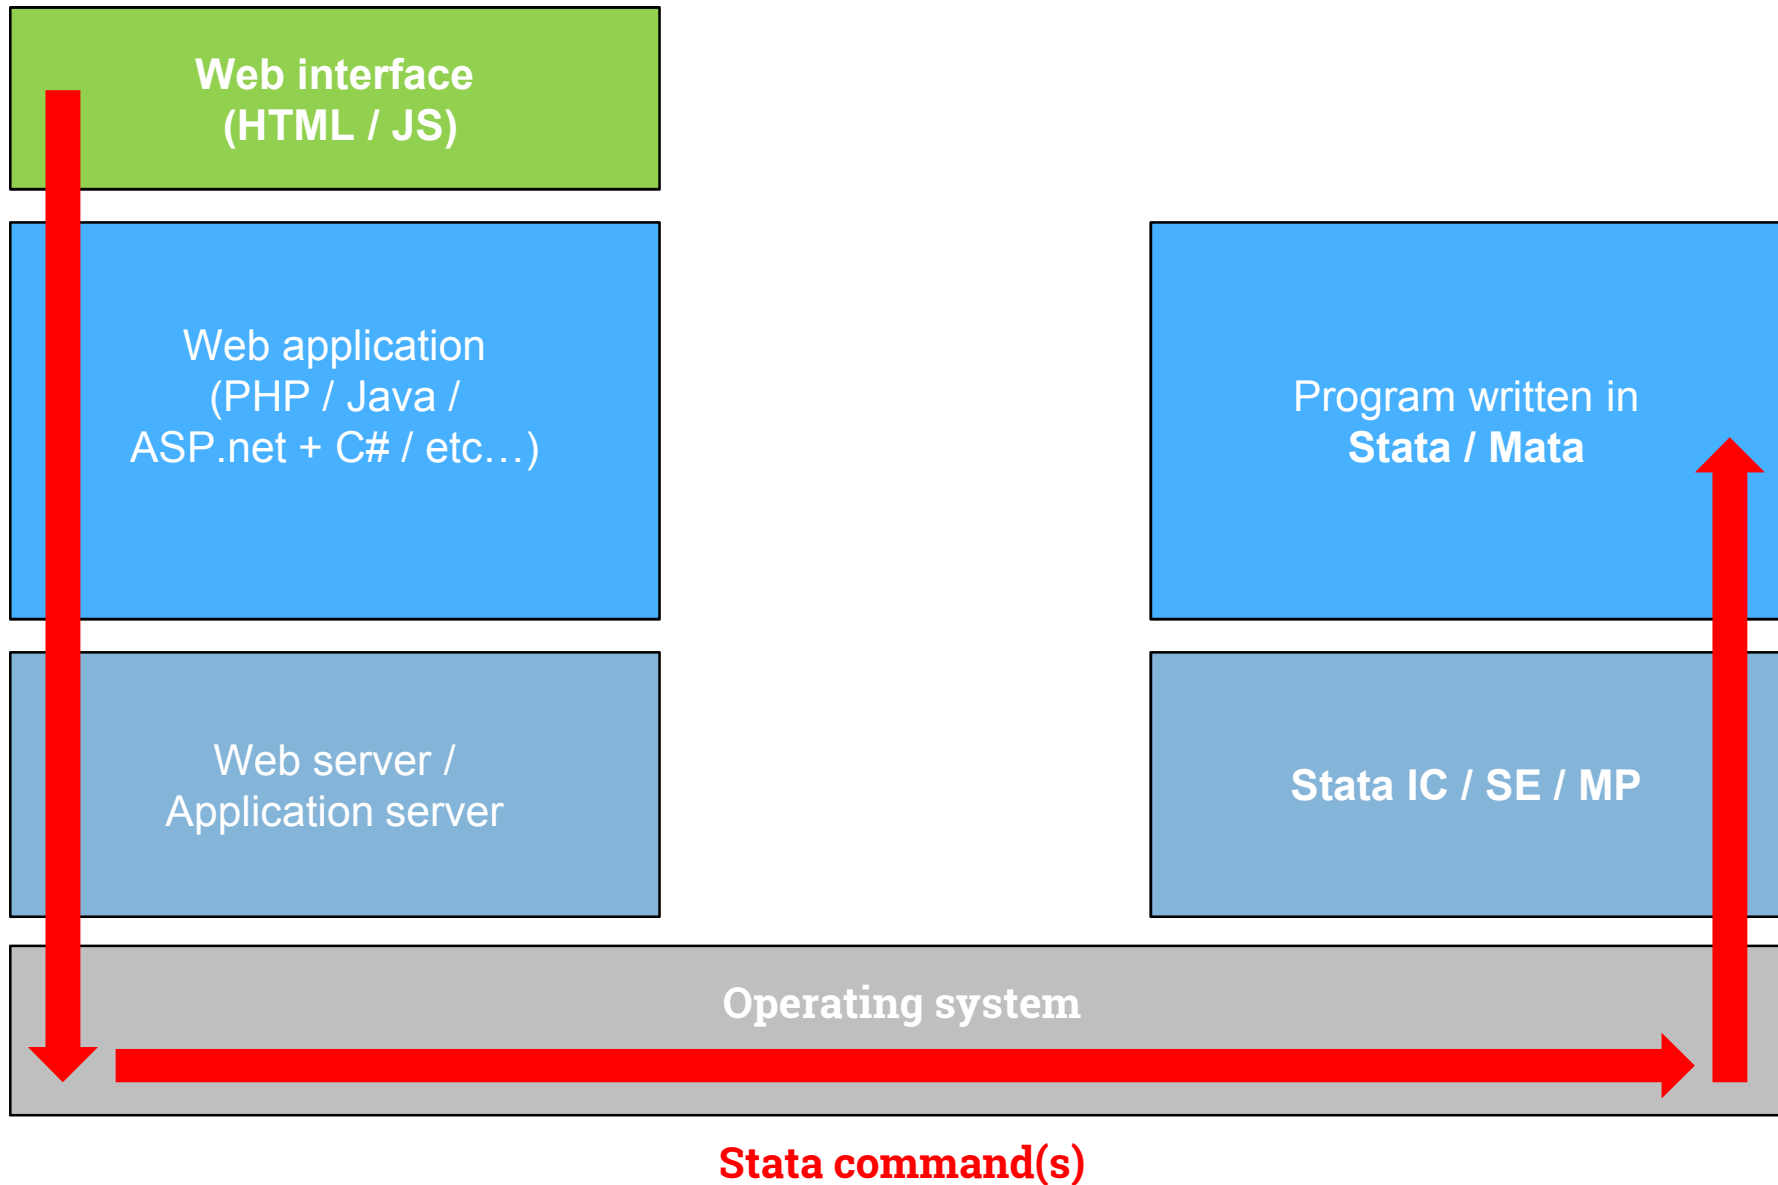 Web interface
(HTML / JS)
Web application
(PHP / Java /
ASP.net + C# / etc…)
Program written in
Stata / Mata
Web server /
Application server
Stata IC / SE / MP
Operating system
Stata command(s)